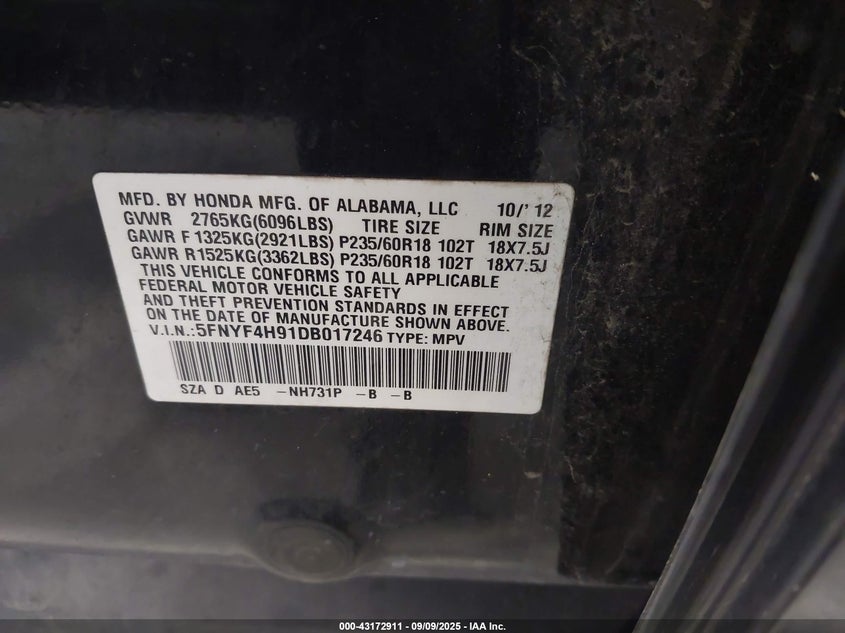 MFD. BY HONDA MFG. OF ALABAMA, LLC 10/' 12
GVWR 2765KG(6096LBS) TIRE SIZE RIM SIZE
GAWR F 1325KG(2921LBS) P235/60R18 102T 18X7.5J
GAWR R1525KG(3362LBS) P235/60R18 102T 18X7.5J
THIS VEHICLE CONFORMS TO ALL APPLICABLE
FEDERAL MOTOR VEHICLE SAFETY
AND THEFT PREVENTION STANDARDS IN EFFECT
ON THE DATE OF MANUFACTURE SHOWN ABOVE.
V.I.N.:5FNYF4H91DB017246 TYPE: MPV
SZA D AE5 -NH731P -B -B
000-43172911 - 09/09/2025 - IAA Inc.